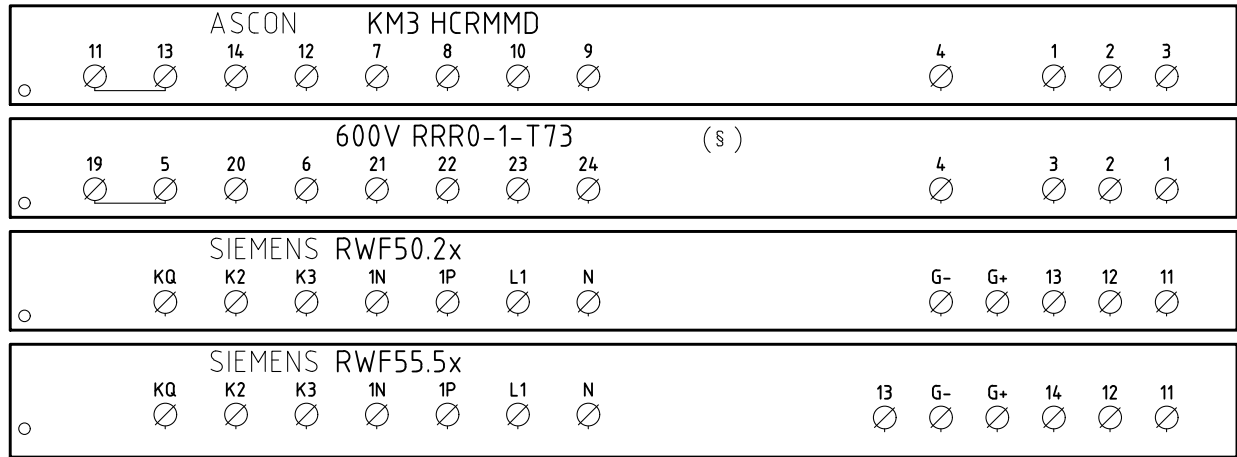 ASCON KM3 HCRMMD
11 13 14 12 7 8 10 9 4 1 2 3
600V RRR0-1-T73 (§)
19 5 20 6 21 22 23 24 4 3 2 1
SIEMENS RWF50.2x
KQ K2 K3 1N 1P L1 N G- G+ 13 12 11
SIEMENS RWF55.5x
KQ K2 K3 1N 1P L1 N 13 G- G+ 14 12 11